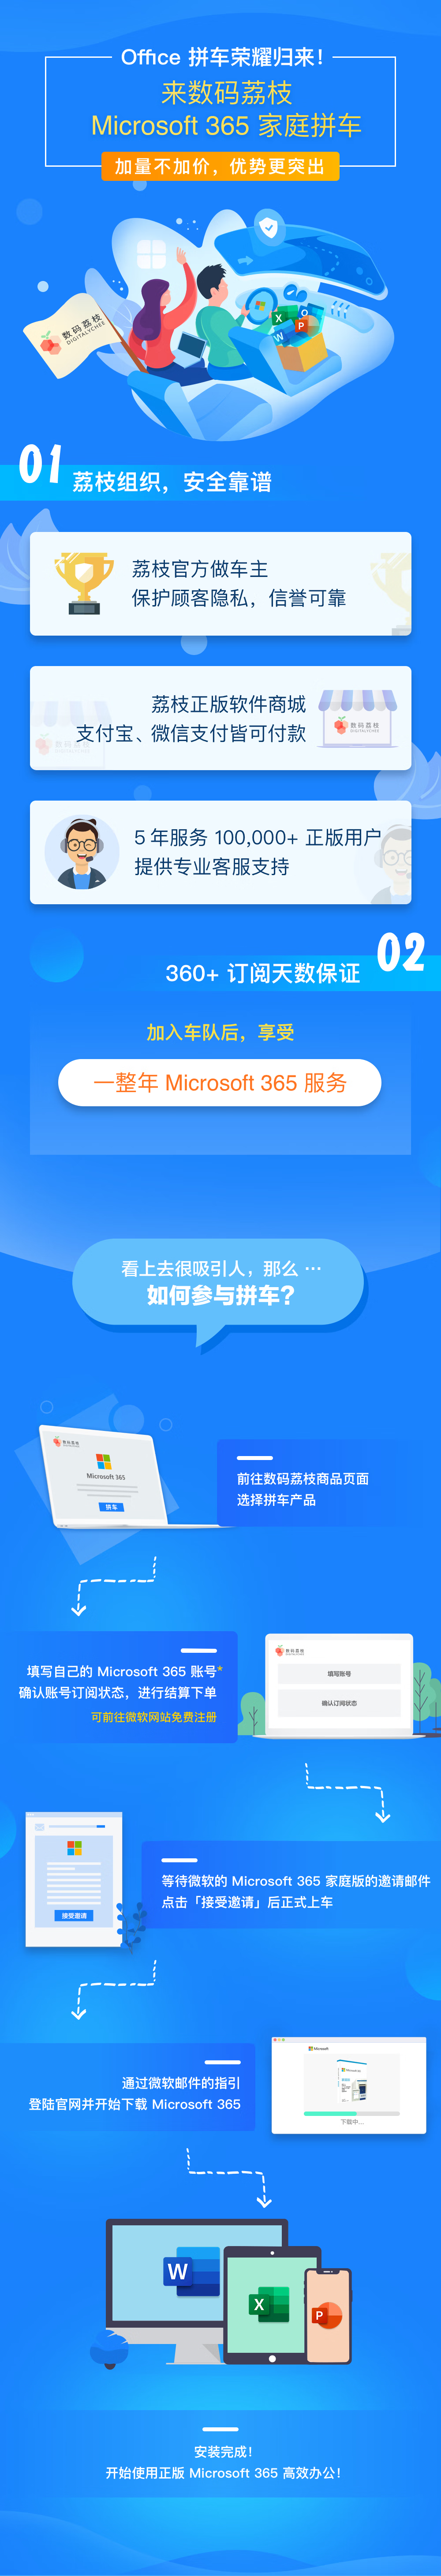 Office 拼车荣耀归来！
来数码荔枝
Microsoft 365 家庭拼车
加量不加价，优势更突出
数码荔枝
DIGITALYCHEE
X
O
W
P
01
荔枝组织，安全靠谱
荔枝官方做车主
保护顾客隐私，信誉可靠
荔枝正版软件商城
支付宝、微信支付皆可付款
数码荔枝
DIGITALYCHEE
5 年服务 100,000+ 正版用户
提供专业客服支持
02
360+ 订阅天数保证
加入车队后，享受
一整年 Microsoft 365 服务
看上去很吸引人，那么 ···
如何参与拼车？
数码荔枝
Microsoft 365
拼车
前往数码荔枝商品页面
选择拼车产品
填写自己的 Microsoft 365 账号*
确认账号订阅状态，进行结算下单
可前往微软网站免费注册
数码荔枝
填写账号
确认订阅状态
接受邀请
等待微软的 Microsoft 365 家庭版的邀请邮件
点击「接受邀请」后正式上车
通过微软邮件的指引
登陆官网并开始下载 Microsoft 365
Microsoft
下载中...
W
X
P
安装完成！
开始使用正版 Microsoft 365 高效办公！